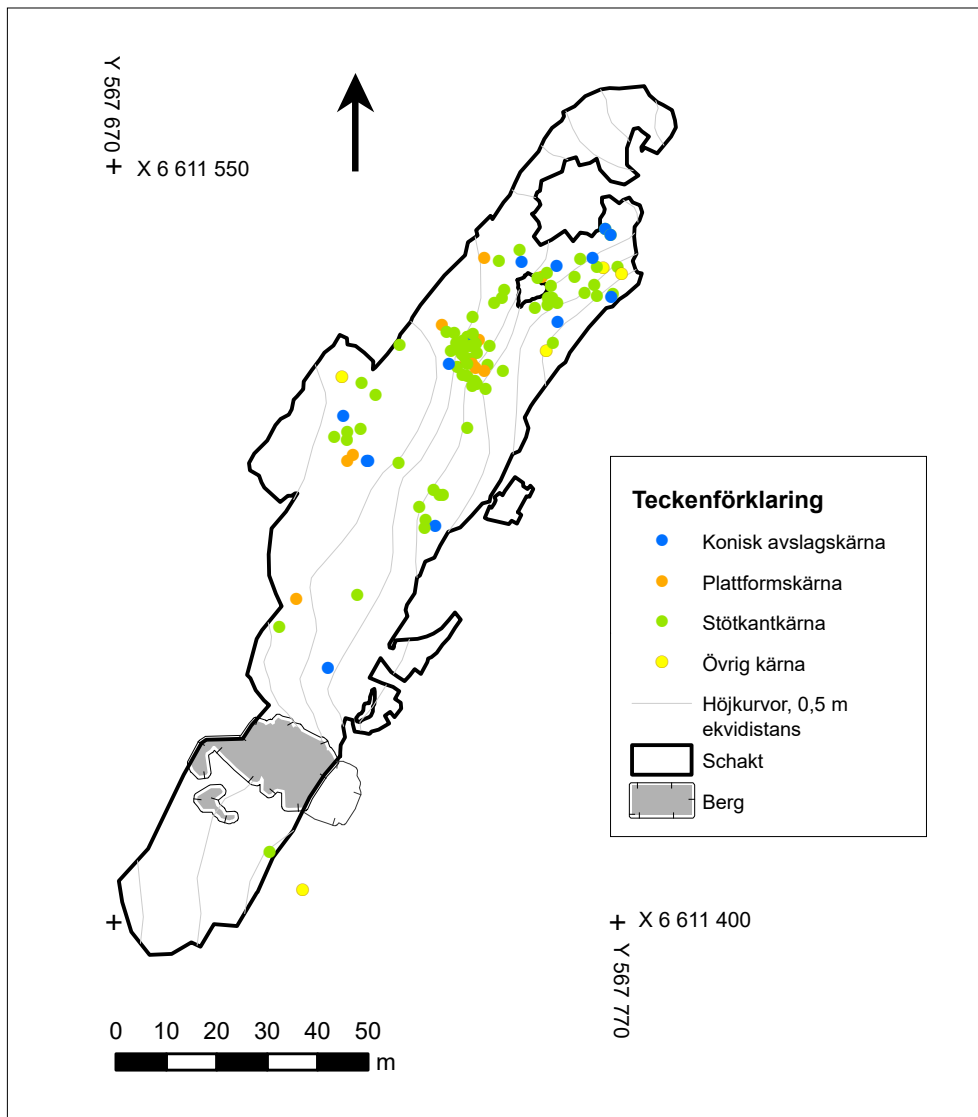 Y 567 670
X 6 611 550
Teckenförklaring
Konisk avslagskärna
Plattformskärna
Stötkantkärna
Övrig kärna
Höjkurvor, 0,5 m
ekvidistans
Schakt
Berg
X 6 611 400
Y 567 770
0 10 20 30 40 50
m